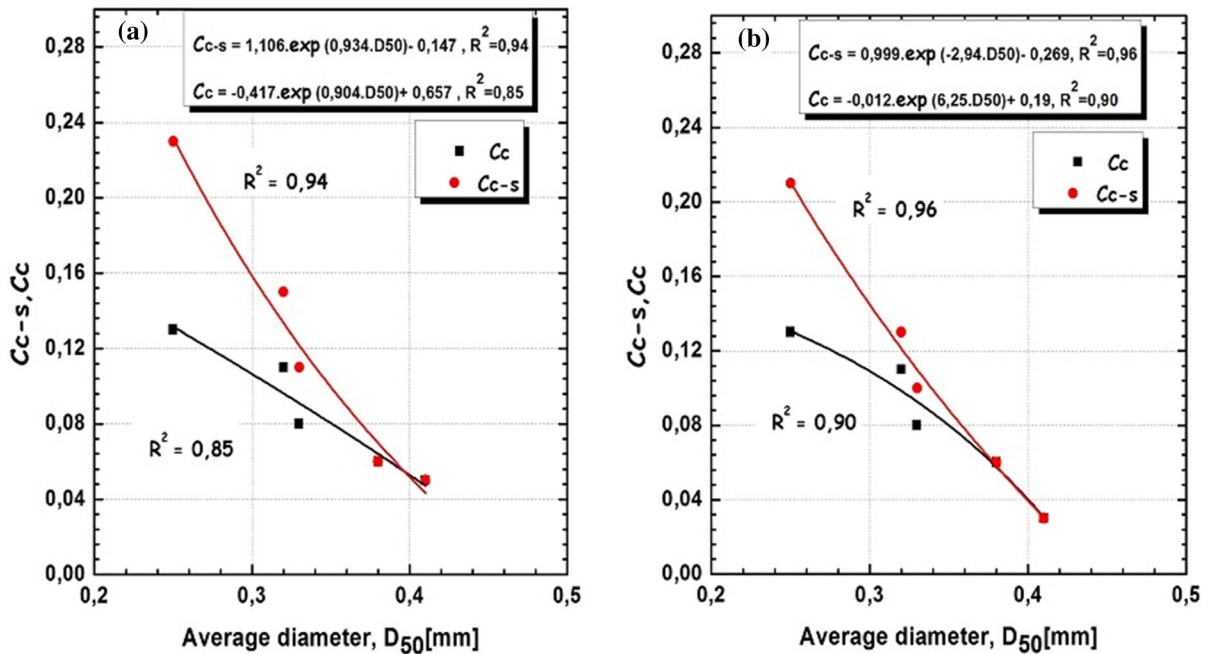 (a)
Cc-s = 1,106.exp (0,934.D50)- 0,147 , R²=0,94
Cc = -0,417.exp (0,904.D50)+ 0,657 , R²=0,85
Cc
Cc-s
R² = 0,94
R² = 0,85
Cc-s,Cc
0,28
0,24
0,20
0,16
0,12
0,08
0,04
0,00
0,2
0,3
0,4
0,5
Average diameter, D50[mm]
(b)
Cc-s = 0,999.exp (-2,94.D50)- 0,269, R²=0,96
Cc = -0,012.exp (6,25.D50)+ 0,19, R²=0,90
Cc
Cc-s
R² = 0,96
R² = 0,90
Cc-s,Cc
0,28
0,24
0,20
0,16
0,12
0,08
0,04
0,00
0,2
0,3
0,4
0,5
Average diameter, D50[mm]